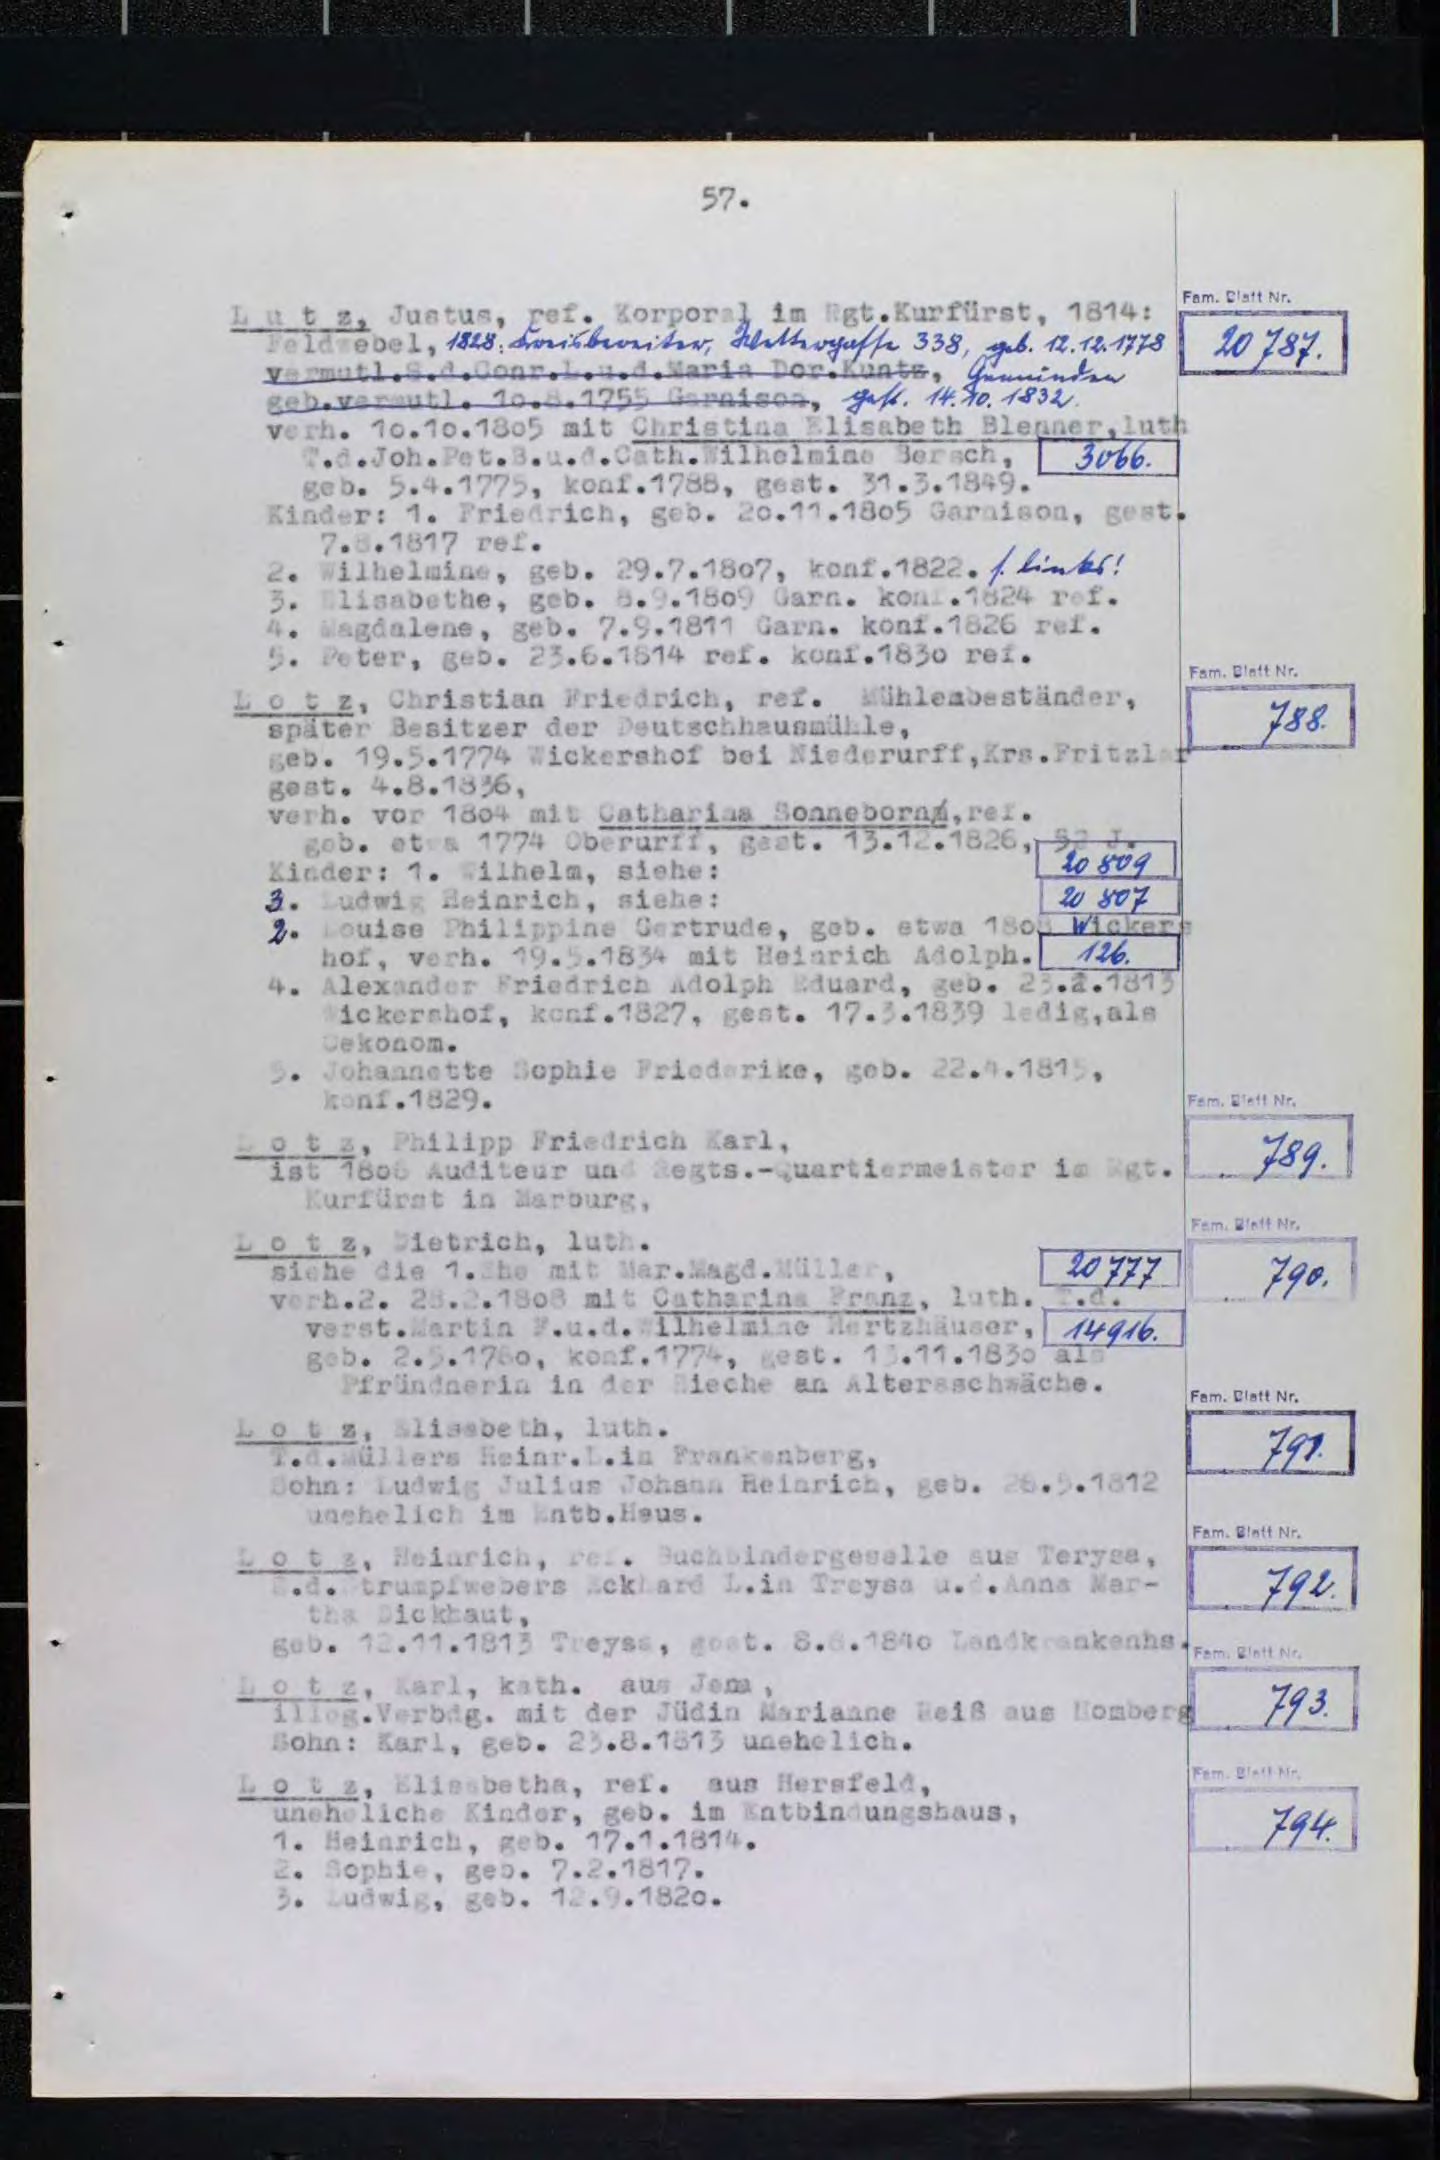 57.
Fam. Blatt Nr.
L u t z, Justus, ref. Korporal im Rgt.Kurfürst, 1814:
20 787.
Feldwebel, 1828: Kreisbereiter, Wettergasse 338, geb. 12.12.1778
vermutl.S.d.Conr.L.u.d.Maria Dor.Kuntz, Gemünden
geb.vermutl. 10.8.1755 Garnison, gest. 14.10.1832.
verh. 10.10.1805 mit Christina Elisabeth Blenner,luth
T.d.Joh.Pet.B.u.d.Cath.Wilhelmine Bersch, 3066.
geb. 5.4.1775, konf.1788, gest. 31.3.1849.
Kinder: 1. Friedrich, geb. 20.11.1805 Garnison, gest.
7.8.1817 ref.
2. Wilhelmine, geb. 29.7.1807, konf.1822. s. links!
3. Elisabethe, geb. 8.9.1809 Garn. konf.1824 ref.
4. Magdalene, geb. 7.9.1811 Garn. konf.1826 ref.
5. Peter, geb. 23.6.1814 ref. konf.1830 ref.
Fam. Blatt Nr.
L o t z, Christian Friedrich, ref. Mühlenbeständer,
788.
später Besitzer der Deutschhausmühle,
geb. 19.5.1774 Wickershof bei Niederurff,Krs.Fritzlar
gest. 4.8.1836,
verh. vor 1804 mit Catharina Sonneborn,ref.
geb. etwa 1774 Oberurff, gest. 13.12.1826, 52 J.
Kinder: 1. Wilhelm, siehe: 20 809
3. Ludwig Heinrich, siehe: 20 807
2. Louise Philippine Gertrude, geb. etwa 1808 Wickers
hof, verh. 19.5.1834 mit Heinrich Adolph. 126.
4. Alexander Friedrich Adolph Eduard, geb. 23.2.1813
Wickershof, konf.1827, gest. 17.3.1839 ledig,als
Oekonom.
5. Johannette Sophie Friederike, geb. 22.4.1815,
konf.1829.
Fam. Blatt Nr.
L o t z, Philipp Friedrich Karl,
789.
ist 1808 Auditeur und Regts.-Quartiermeister im Rgt.
Kurfürst in Marburg,
Fam. Blatt Nr.
L o t z, Dietrich, luth.
790.
siehe die 1.Ehe mit Mar.Magd.Müller, 20777
verh.2. 28.2.1808 mit Catharina Franz, luth. T.d.
verst.Martin F.u.d.Wilhelmine Hertzhäuser, 14916.
geb. 2.5.1760, konf.1774, gest. 13.11.1830 als
Pfründnerin in der Sieche an Altersschwäche.
Fam. Blatt Nr.
L o t z, Elisabeth, luth.
791.
T.d.Müllers Heinr.L.in Frankenberg,
Sohn: Ludwig Julius Johann Heinrich, geb. 28.5.1812
unehelich im Entb.Haus.
Fam. Blatt Nr.
L o t z, Heinrich, ref. Buchbindergeselle aus Terysa,
792.
S.d.Strumpfwebers Eckhard L.in Treysa u.d.Anna Mar-
tha Dickhaut,
geb. 12.11.1813 Treysa, gest. 8.8.1840 Landkrankenhs.
Fam. Blatt Nr.
L o t z, Karl, kath. aus Jena,
793.
illeg.Verbdg. mit der Jüdin Marianne Reiß aus Homberg
Sohn: Karl, geb. 23.8.1813 unehelich.
Fam. Blatt Nr.
L o t z, Elisabetha, ref. aus Hersfeld,
794.
uneheliche Kinder, geb. im Entbindungshaus,
1. Heinrich, geb. 17.1.1814.
2. Sophie, geb. 7.2.1817.
3. Ludwig, geb. 12.9.1820.